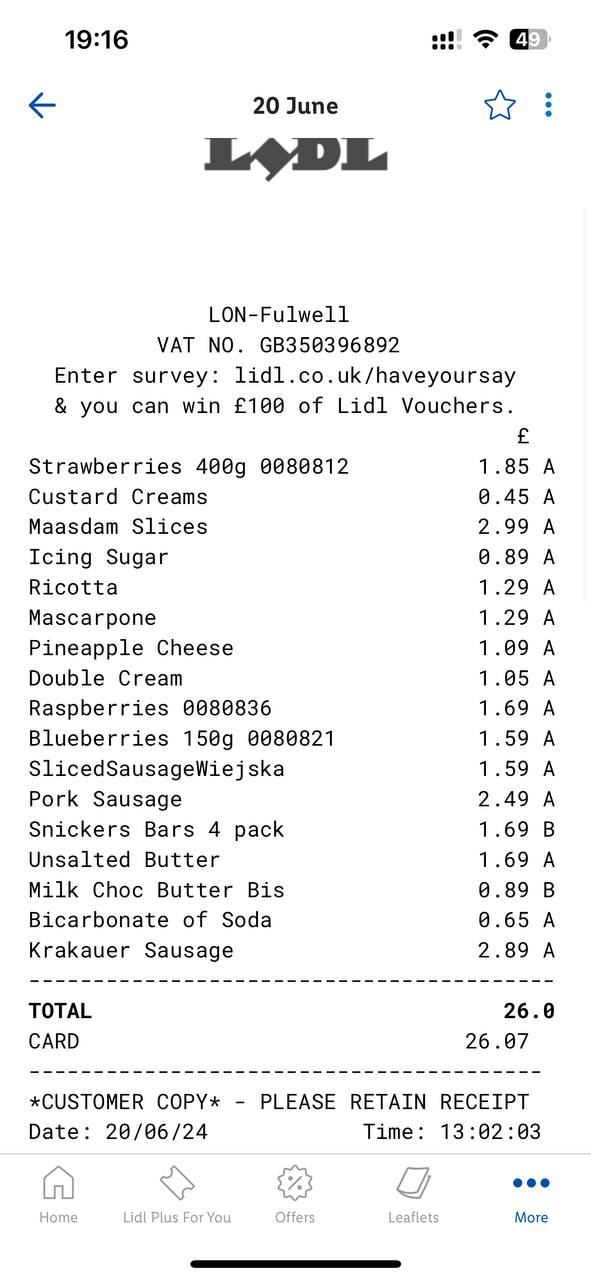 19:16
49
20 June
LIDL
LON-Fulwell
VAT NO. GB350396892
Enter survey: lidl.co.uk/haveyoursay
& you can win £100 of Lidl Vouchers.
£
Strawberries 400g 0080812 1.85 A
Custard Creams 0.45 A
Maasdam Slices 2.99 A
Icing Sugar 0.89 A
Ricotta 1.29 A
Mascarpone 1.29 A
Pineapple Cheese 1.09 A
Double Cream 1.05 A
Raspberries 0080836 1.69 A
Blueberries 150g 0080821 1.59 A
SlicedSausageWiejska 1.59 A
Pork Sausage 2.49 A
Snickers Bars 4 pack 1.69 B
Unsalted Butter 1.69 A
Milk Choc Butter Bis 0.89 B
Bicarbonate of Soda 0.65 A
Krakauer Sausage 2.89 A
----------------------------------------
TOTAL 26.0
CARD 26.07
----------------------------------------
*CUSTOMER COPY* - PLEASE RETAIN RECEIPT
Date: 20/06/24 Time: 13:02:03
Home Lidl Plus For You Offers Leaflets More